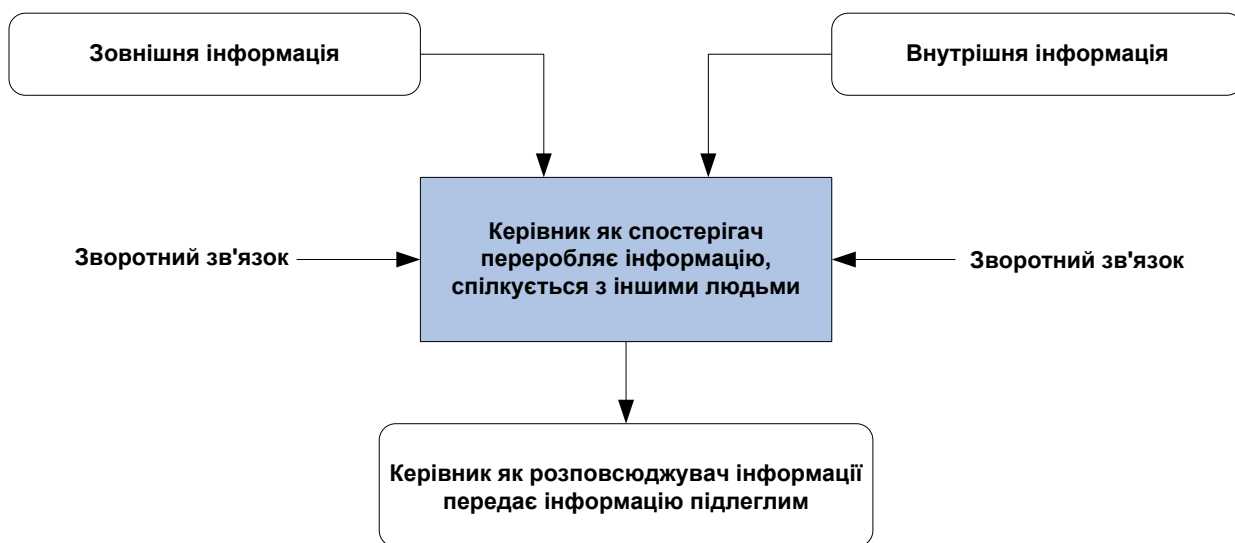 Зовнішня інформація
Внутрішня інформація
Керівник як спостерігач
переробляє інформацію,
спілкується з іншими людьми
Зворотний зв'язок
Зворотний зв'язок
Керівник як розповсюджувач інформації
передає інформацію підлеглим